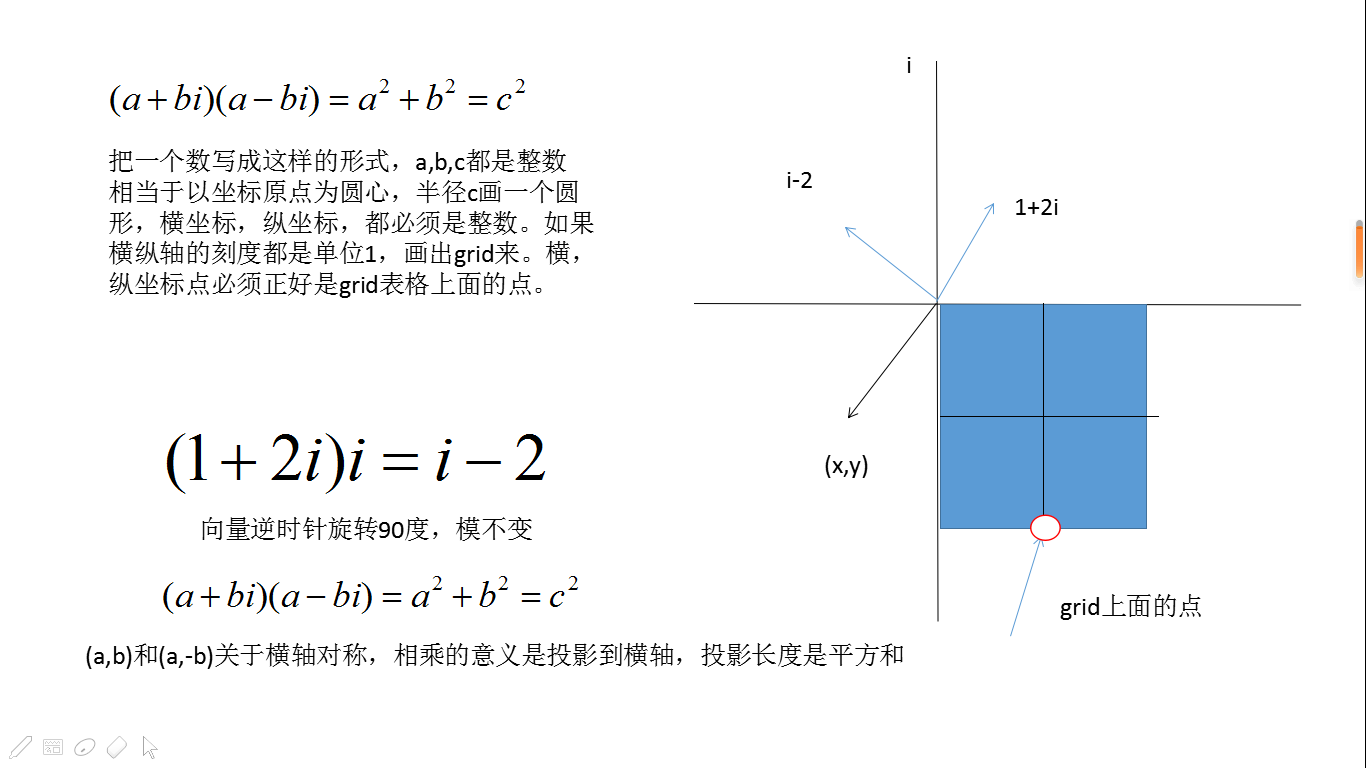 (a+bi)(a−bi)=a²+b²=c²
把一个数写成这样的形式，a,b,c都是整数
相当于以坐标原点为圆心，半径c画一个圆
形，横坐标，纵坐标，都必须是整数。如果
横纵轴的刻度都是单位1，画出grid来。横，
纵坐标点必须正好是grid表格上面的点。
(1+2i)i=i−2
向量逆时针旋转90度，模不变
(a+bi)(a−bi)=a²+b²=c²
(a,b)和(a,-b)关于横轴对称，相乘的意义是投影到横轴，投影长度是平方和
i
i-2
1+2i
(x,y)
grid上面的点